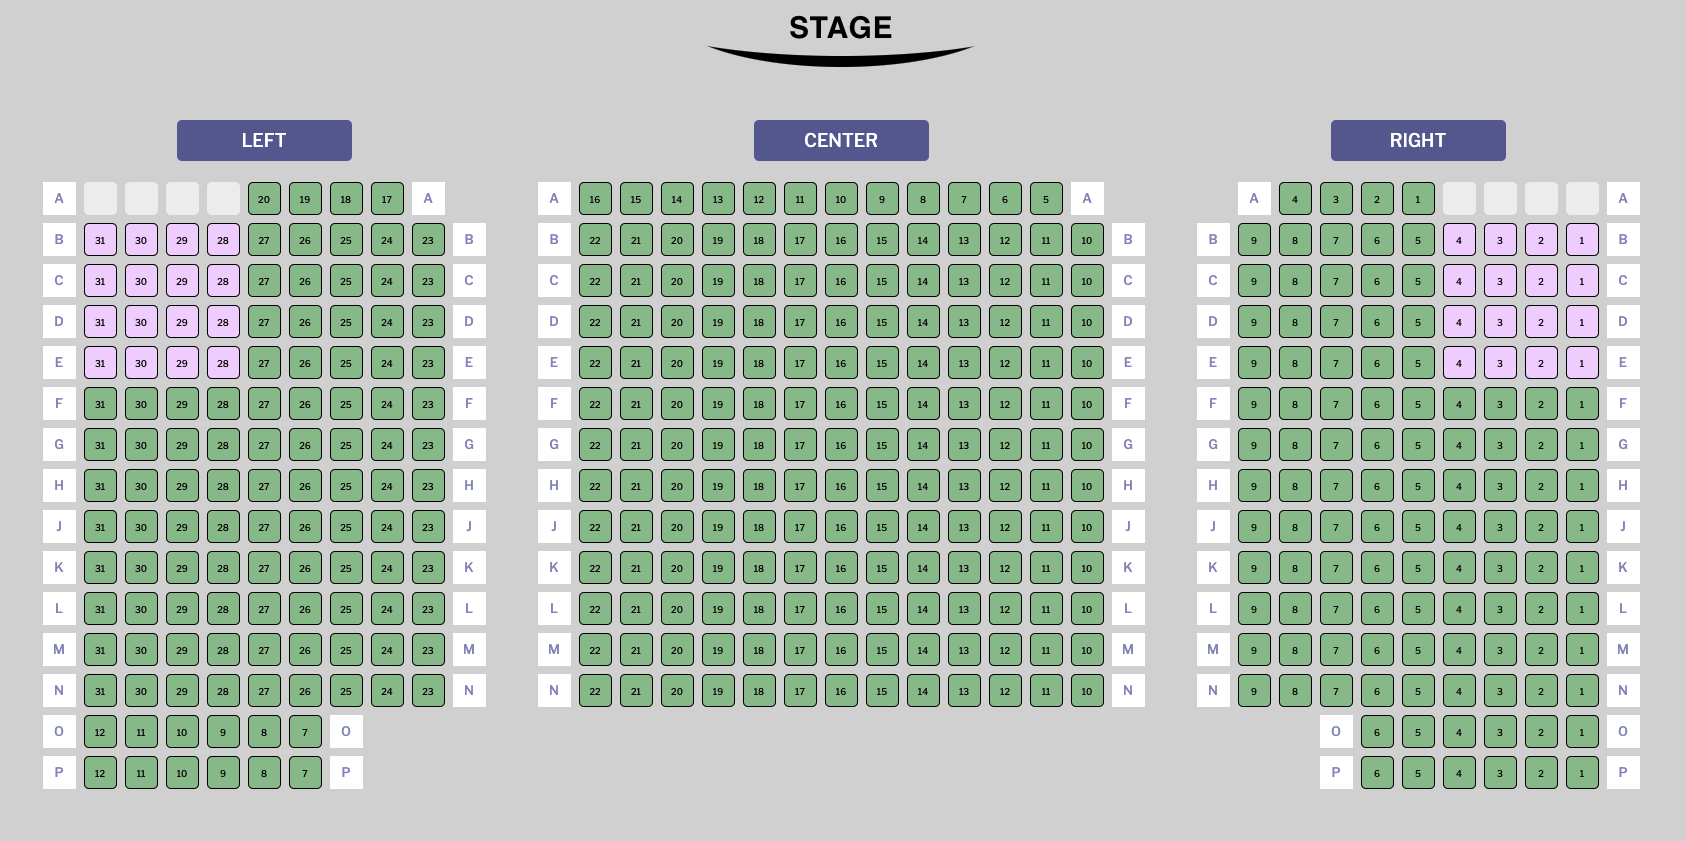 STAGE
LEFT CENTER RIGHT
A 20 19 18 17 A A 16 15 14 13 12 11 10 9 8 7 6 5 A A 4 3 2 1 A
B 31 30 29 28 27 26 25 24 23 B B 22 21 20 19 18 17 16 15 14 13 12 11 10 B B 9 8 7 6 5 4 3 2 1 B
C 31 30 29 28 27 26 25 24 23 C C 22 21 20 19 18 17 16 15 14 13 12 11 10 C C 9 8 7 6 5 4 3 2 1 C
D 31 30 29 28 27 26 25 24 23 D D 22 21 20 19 18 17 16 15 14 13 12 11 10 D D 9 8 7 6 5 4 3 2 1 D
E 31 30 29 28 27 26 25 24 23 E E 22 21 20 19 18 17 16 15 14 13 12 11 10 E E 9 8 7 6 5 4 3 2 1 E
F 31 30 29 28 27 26 25 24 23 F F 22 21 20 19 18 17 16 15 14 13 12 11 10 F F 9 8 7 6 5 4 3 2 1 F
G 31 30 29 28 27 26 25 24 23 G G 22 21 20 19 18 17 16 15 14 13 12 11 10 G G 9 8 7 6 5 4 3 2 1 G
H 31 30 29 28 27 26 25 24 23 H H 22 21 20 19 18 17 16 15 14 13 12 11 10 H H 9 8 7 6 5 4 3 2 1 H
J 31 30 29 28 27 26 25 24 23 J J 22 21 20 19 18 17 16 15 14 13 12 11 10 J J 9 8 7 6 5 4 3 2 1 J
K 31 30 29 28 27 26 25 24 23 K K 22 21 20 19 18 17 16 15 14 13 12 11 10 K K 9 8 7 6 5 4 3 2 1 K
L 31 30 29 28 27 26 25 24 23 L L 22 21 20 19 18 17 16 15 14 13 12 11 10 L L 9 8 7 6 5 4 3 2 1 L
M 31 30 29 28 27 26 25 24 23 M M 22 21 20 19 18 17 16 15 14 13 12 11 10 M M 9 8 7 6 5 4 3 2 1 M
N 31 30 29 28 27 26 25 24 23 N N 22 21 20 19 18 17 16 15 14 13 12 11 10 N N 9 8 7 6 5 4 3 2 1 N
O 12 11 10 9 8 7 O O 6 5 4 3 2 1 O
P 12 11 10 9 8 7 P P 6 5 4 3 2 1 P